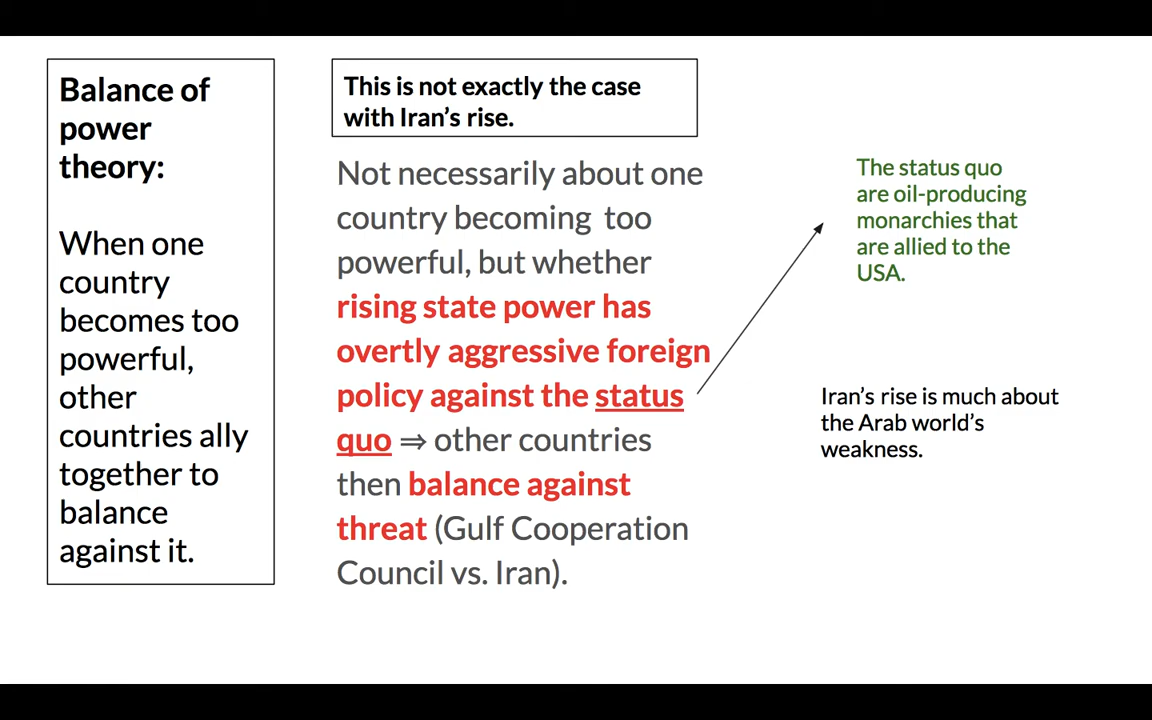 Balance of
power
theory:
When one
country
becomes too
powerful,
other
countries ally
together to
balance
against it.
This is not exactly the case
with Iran's rise.
Not necessarily about one
country becoming too
powerful, but whether
rising state power has
overtly aggressive foreign
policy against the status
quo ⇒ other countries
then balance against
threat (Gulf Cooperation
Council vs. Iran).
The status quo
are oil-producing
monarchies that
are allied to the
USA.
Iran's rise is much about
the Arab world's
weakness.